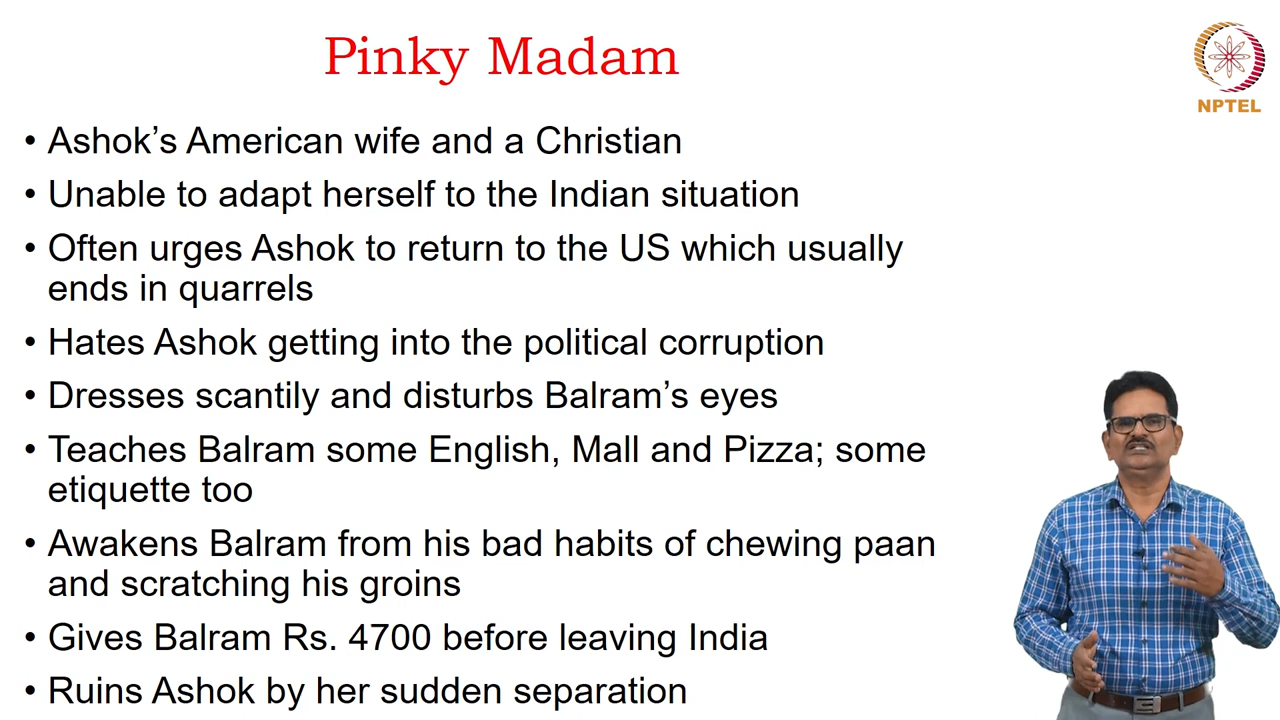 Pinky Madam
NPTEL
• Ashok’s American wife and a Christian
• Unable to adapt herself to the Indian situation
• Often urges Ashok to return to the US which usually
ends in quarrels
• Hates Ashok getting into the political corruption
• Dresses scantily and disturbs Balram’s eyes
• Teaches Balram some English, Mall and Pizza; some
etiquette too
• Awakens Balram from his bad habits of chewing paan
and scratching his groins
• Gives Balram Rs. 4700 before leaving India
• Ruins Ashok by her sudden separation